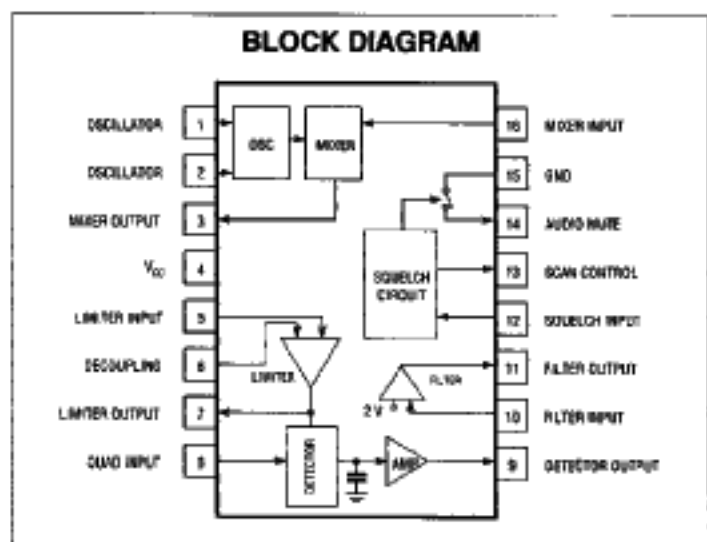 BLOCK DIAGRAM
OSCILLATOR 1
OSCILLATOR 2
MIXER OUTPUT 3
VCC 4
LIMITER INPUT 5
DECOUPLING 6
LIMITER OUTPUT 7
QUAD INPUT 8
OSC
MIXER
SQUELCH
CIRCUIT
LIMITER
FILTER
2 V
DETECTOR
AMP
16 MIXER INPUT
15 GND
14 AUDIO MUTE
13 SCAN CONTROL
12 SQUELCH INPUT
11 FILTER OUTPUT
10 FILTER INPUT
9 DETECTOR OUTPUT